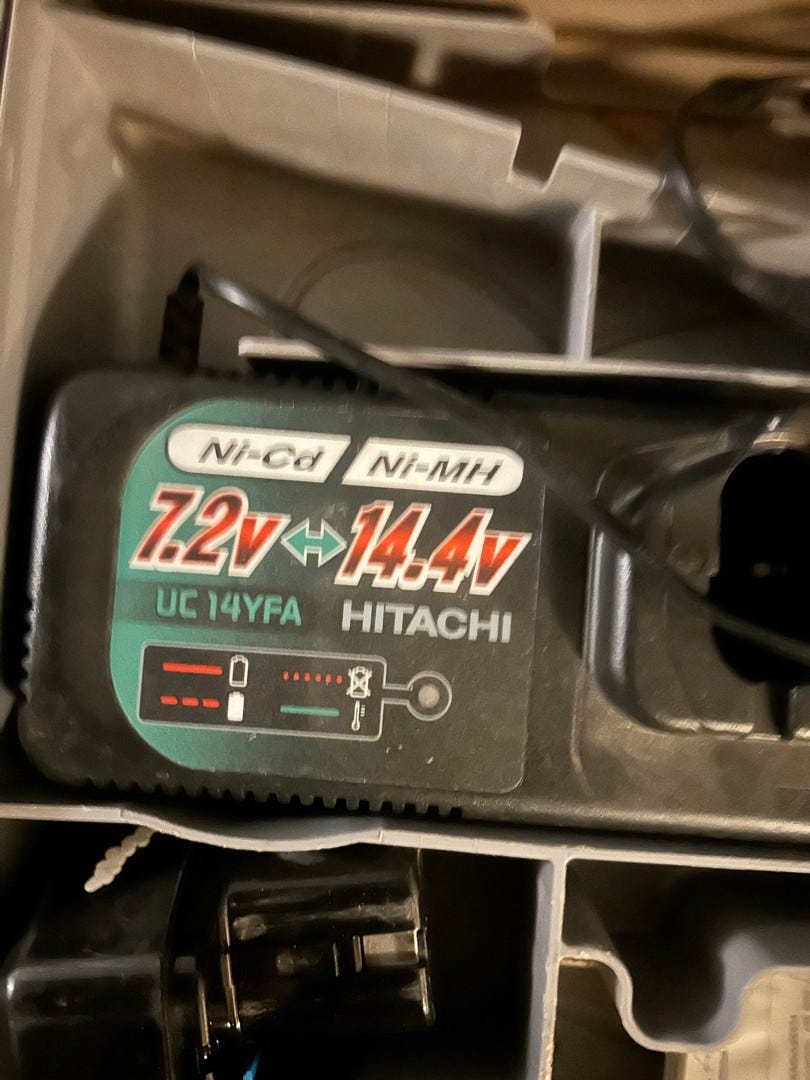 Ni-Cd Ni-MH
7.2v ↔ 14.4v
UC 14YFA HITACHI